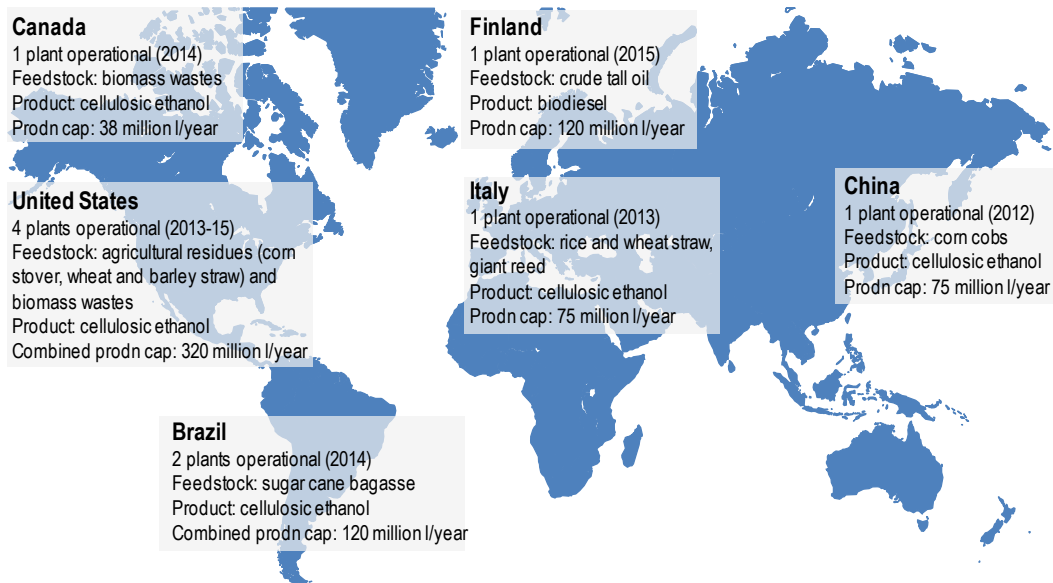 Canada
1 plant operational (2014)
Feedstock: biomass wastes
Product: cellulosic ethanol
Prodn cap: 38 million l/year
Finland
1 plant operational (2015)
Feedstock: crude tall oil
Product: biodiesel
Prodn cap: 120 million l/year
United States
4 plants operational (2013-15)
Feedstock: agricultural residues (corn
stover, wheat and barley straw) and
biomass wastes
Product: cellulosic ethanol
Combined prodn cap: 320 million l/year
Italy
1 plant operational (2013)
Feedstock: rice and wheat straw,
giant reed
Product: cellulosic ethanol
Prodn cap: 75 million l/year
China
1 plant operational (2012)
Feedstock: corn cobs
Product: cellulosic ethanol
Prodn cap: 75 million l/year
Brazil
2 plants operational (2014)
Feedstock: sugar cane bagasse
Product: cellulosic ethanol
Combined prodn cap: 120 million l/year